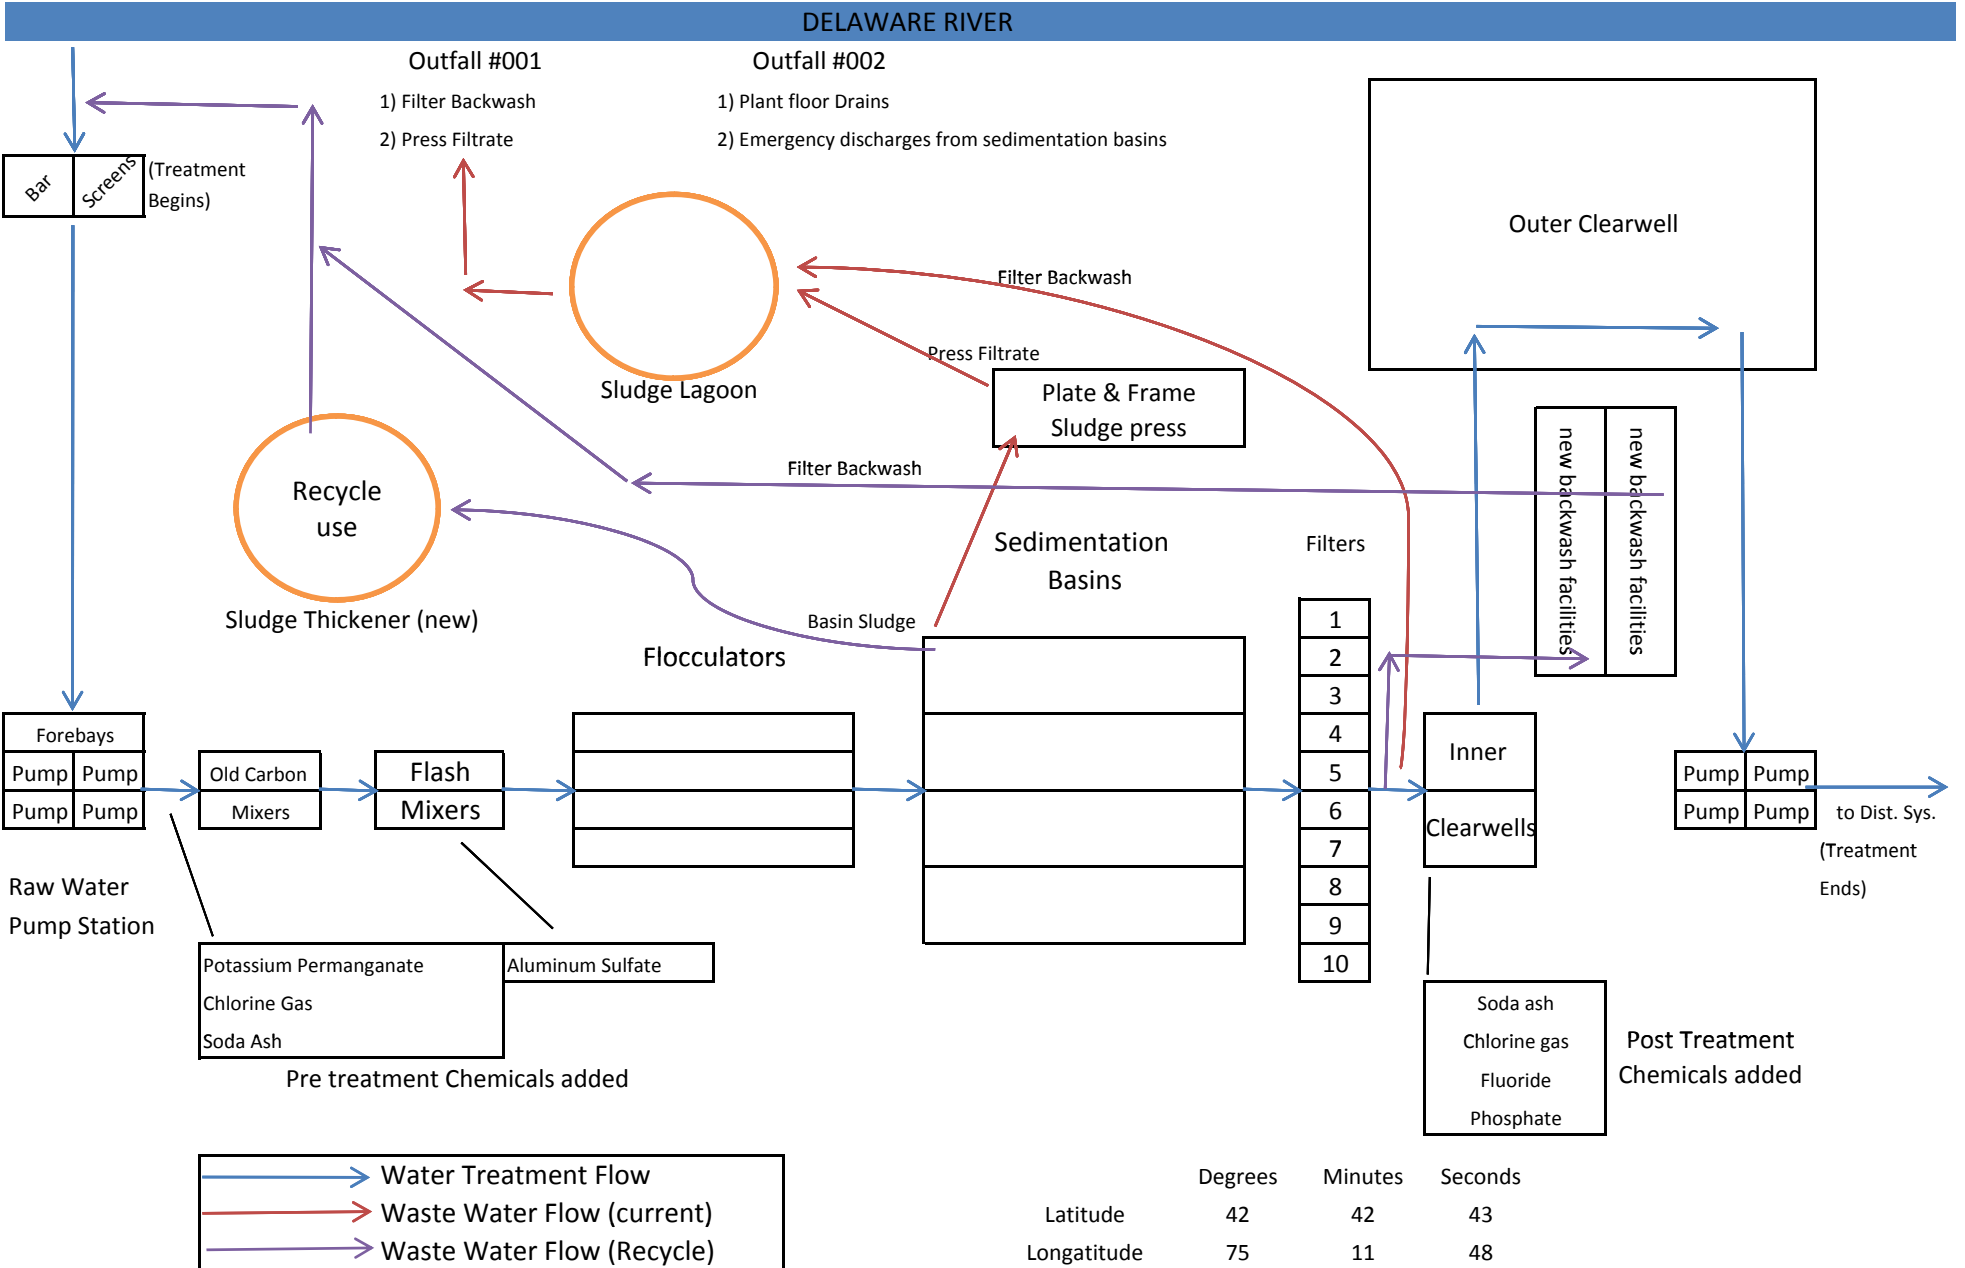 DELAWARE RIVER
Outfall #001
1) Filter Backwash
2) Press Filtrate
Outfall #002
1) Plant floor Drains
2) Emergency discharges from sedimentation basins
Bar
Screens
(Treatment
Begins)
Outer Clearwell
Filter Backwash
Press Filtrate
Sludge Lagoon
Plate & Frame
Sludge press
Filter Backwash
new backwash facilities
new backwash facilities
Recycle
use
Sludge Thickener (new)
Sedimentation
Basins
Filters
Basin Sludge
Flocculators
1
2
3
4
5
6
7
8
9
10
Forebays
Pump Pump
Pump Pump
Old Carbon
Mixers
Flash
Mixers
Inner
Clearwells
Pump Pump
Pump Pump
to Dist. Sys.
(Treatment
Ends)
Raw Water
Pump Station
Potassium Permanganate
Chlorine Gas
Soda Ash
Aluminum Sulfate
Pre treatment Chemicals added
Soda ash
Chlorine gas
Fluoride
Phosphate
Post Treatment
Chemicals added
Water Treatment Flow
Waste Water Flow (current)
Waste Water Flow (Recycle)
Degrees Minutes Seconds
Latitude 42 42 43
Longatitude 75 11 48